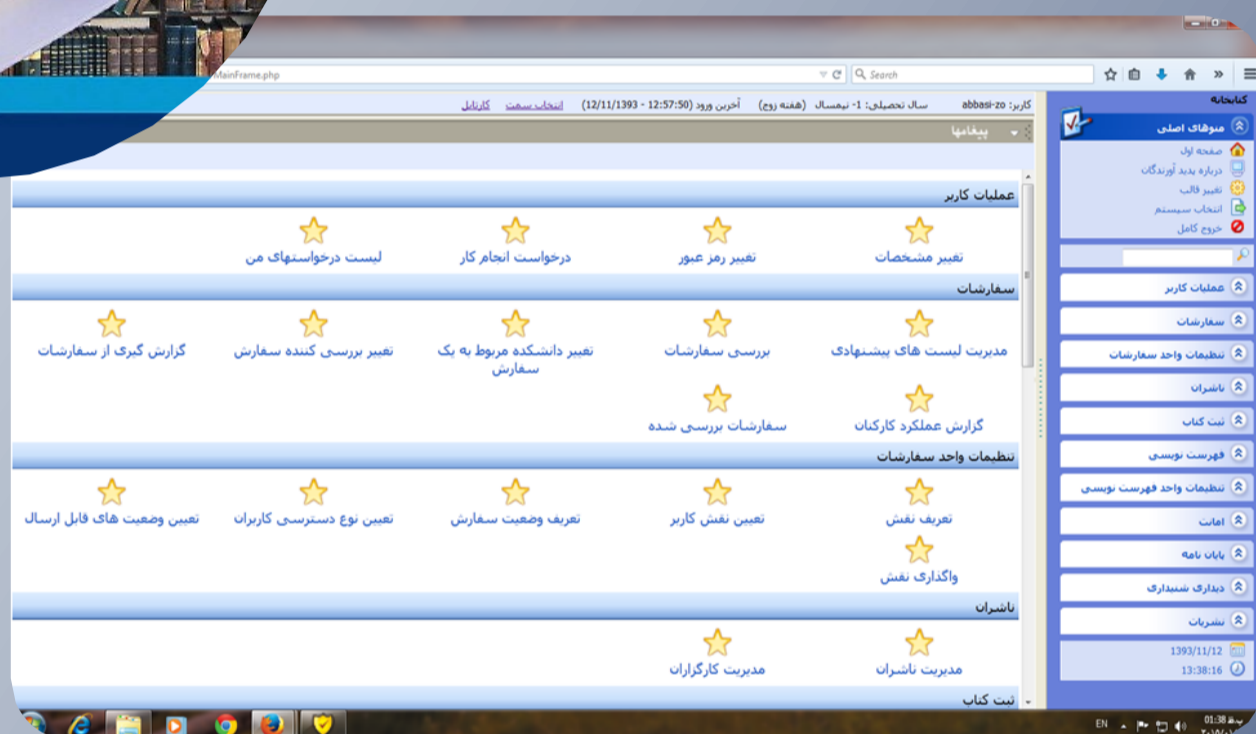 MainFrame.php
Search
کاربر: abbasi-zo سال تحصیلی: 1- نیمسال (هفته زوج) آخرین ورود (12:57:50 - 12/11/1393) انتخاب سمت کارتابل
پیغامها
کتابخانه
منوهای اصلی
صفحه اول
درباره پدید آورندگان
تغییر قالب
انتخاب سیستم
خروج کامل
عملیات کاربر
سفارشات
تنظیمات واحد سفارشات
ناشران
ثبت کتاب
فهرست نویسی
تنظیمات واحد فهرست نویسی
امانت
پایان نامه
دیداری شنیداری
نشریات
1393/11/12
13:38:16
عملیات کاربر
تغییر مشخصات تغییر رمز عبور درخواست انجام کار لیست درخواستهای من
سفارشات
مدیریت لیست های پیشنهادی بررسی سفارشات تغییر دانشکده مربوط به یک تغییر بررسی کننده سفارش گزارش گیری از سفارشات
سفارش
گزارش عملکرد کارکنان سفارشات بررسی شده
تنظیمات واحد سفارشات
تعریف نقش تعیین نقش کاربر تعریف وضعیت سفارش تعیین نوع دسترسی کاربران تعیین وضعیت های قابل ارسال
واگذاری نقش
ناشران
مدیریت ناشران مدیریت کارگزاران
ثبت کتاب
EN
01:38 ب.ظ